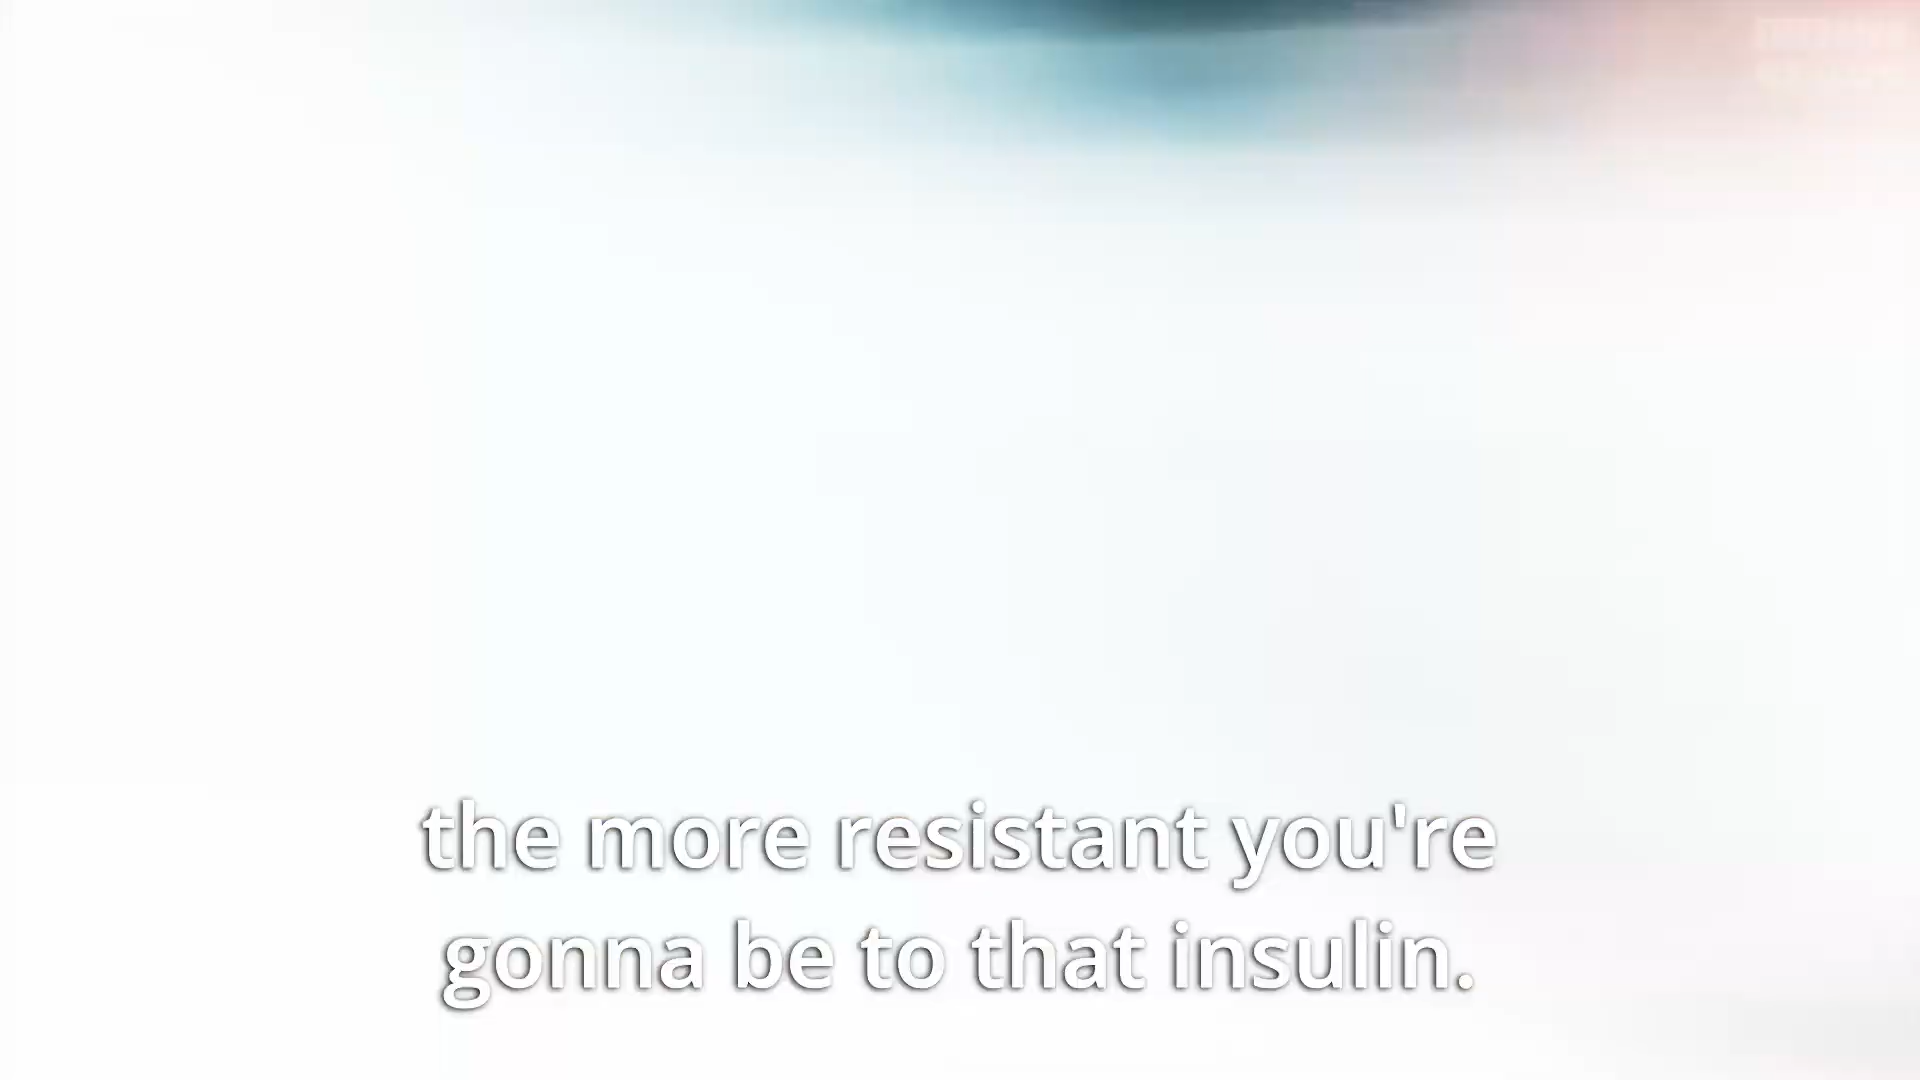 the more resistant you're
gonna be to that insulin.